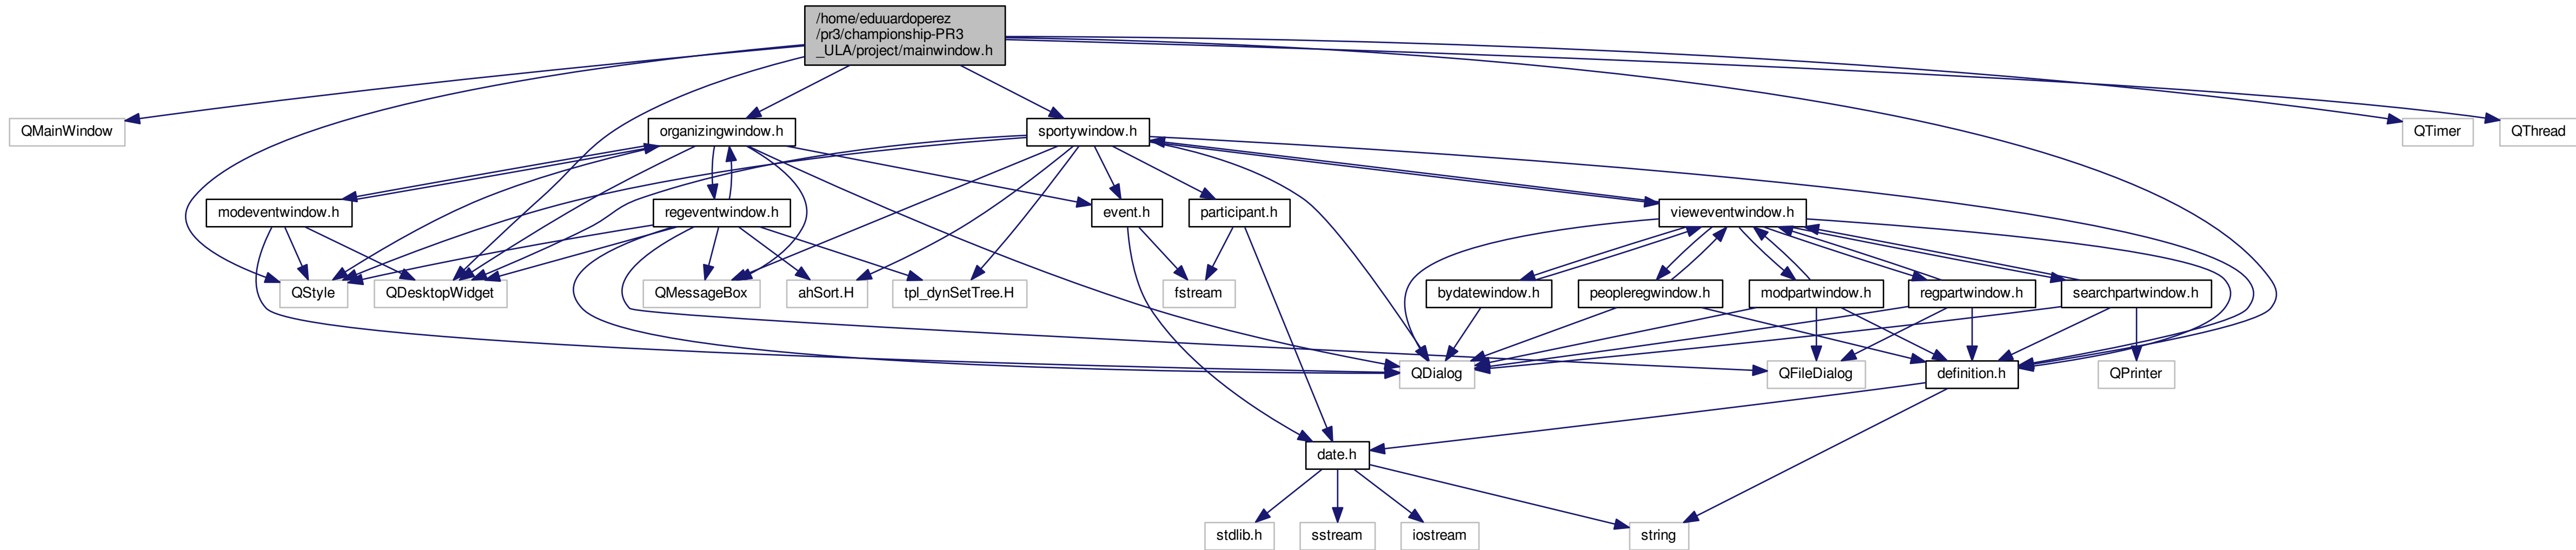 /home/eduuardoperez
/pr3/championship-PR3
_ULA/project/mainwindow.h
QMainWindow
organizingwindow.h
sportywindow.h
QTimer
QThread
modeventwindow.h
regeventwindow.h
event.h
participant.h
vieweventwindow.h
QStyle
QDesktopWidget
QMessageBox
ahSort.H
tpl_dynSetTree.H
fstream
bydatewindow.h
peopleregwindow.h
modpartwindow.h
regpartwindow.h
searchpartwindow.h
QDialog
QFileDialog
definition.h
QPrinter
date.h
stdlib.h
sstream
iostream
string